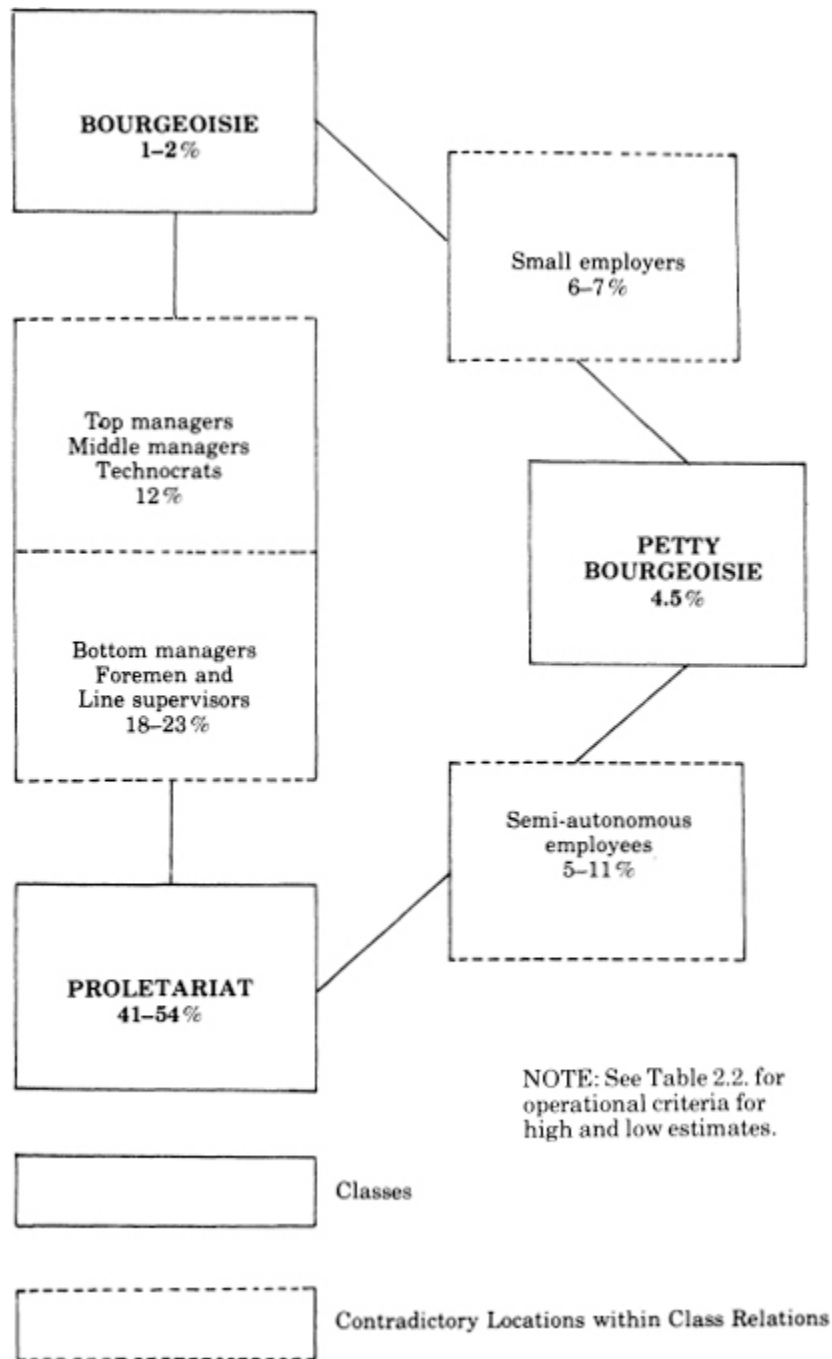 BOURGEOISIE
1–2%
Small employers
6–7%
Top managers
Middle managers
Technocrats
12%
PETTY
BOURGEOISIE
4.5%
Bottom managers
Foremen and
Line supervisors
18–23%
Semi-autonomous
employees
5–11%
PROLETARIAT
41–54%
NOTE: See Table 2.2. for
operational criteria for
high and low estimates.
Classes
Contradictory Locations within Class Relations